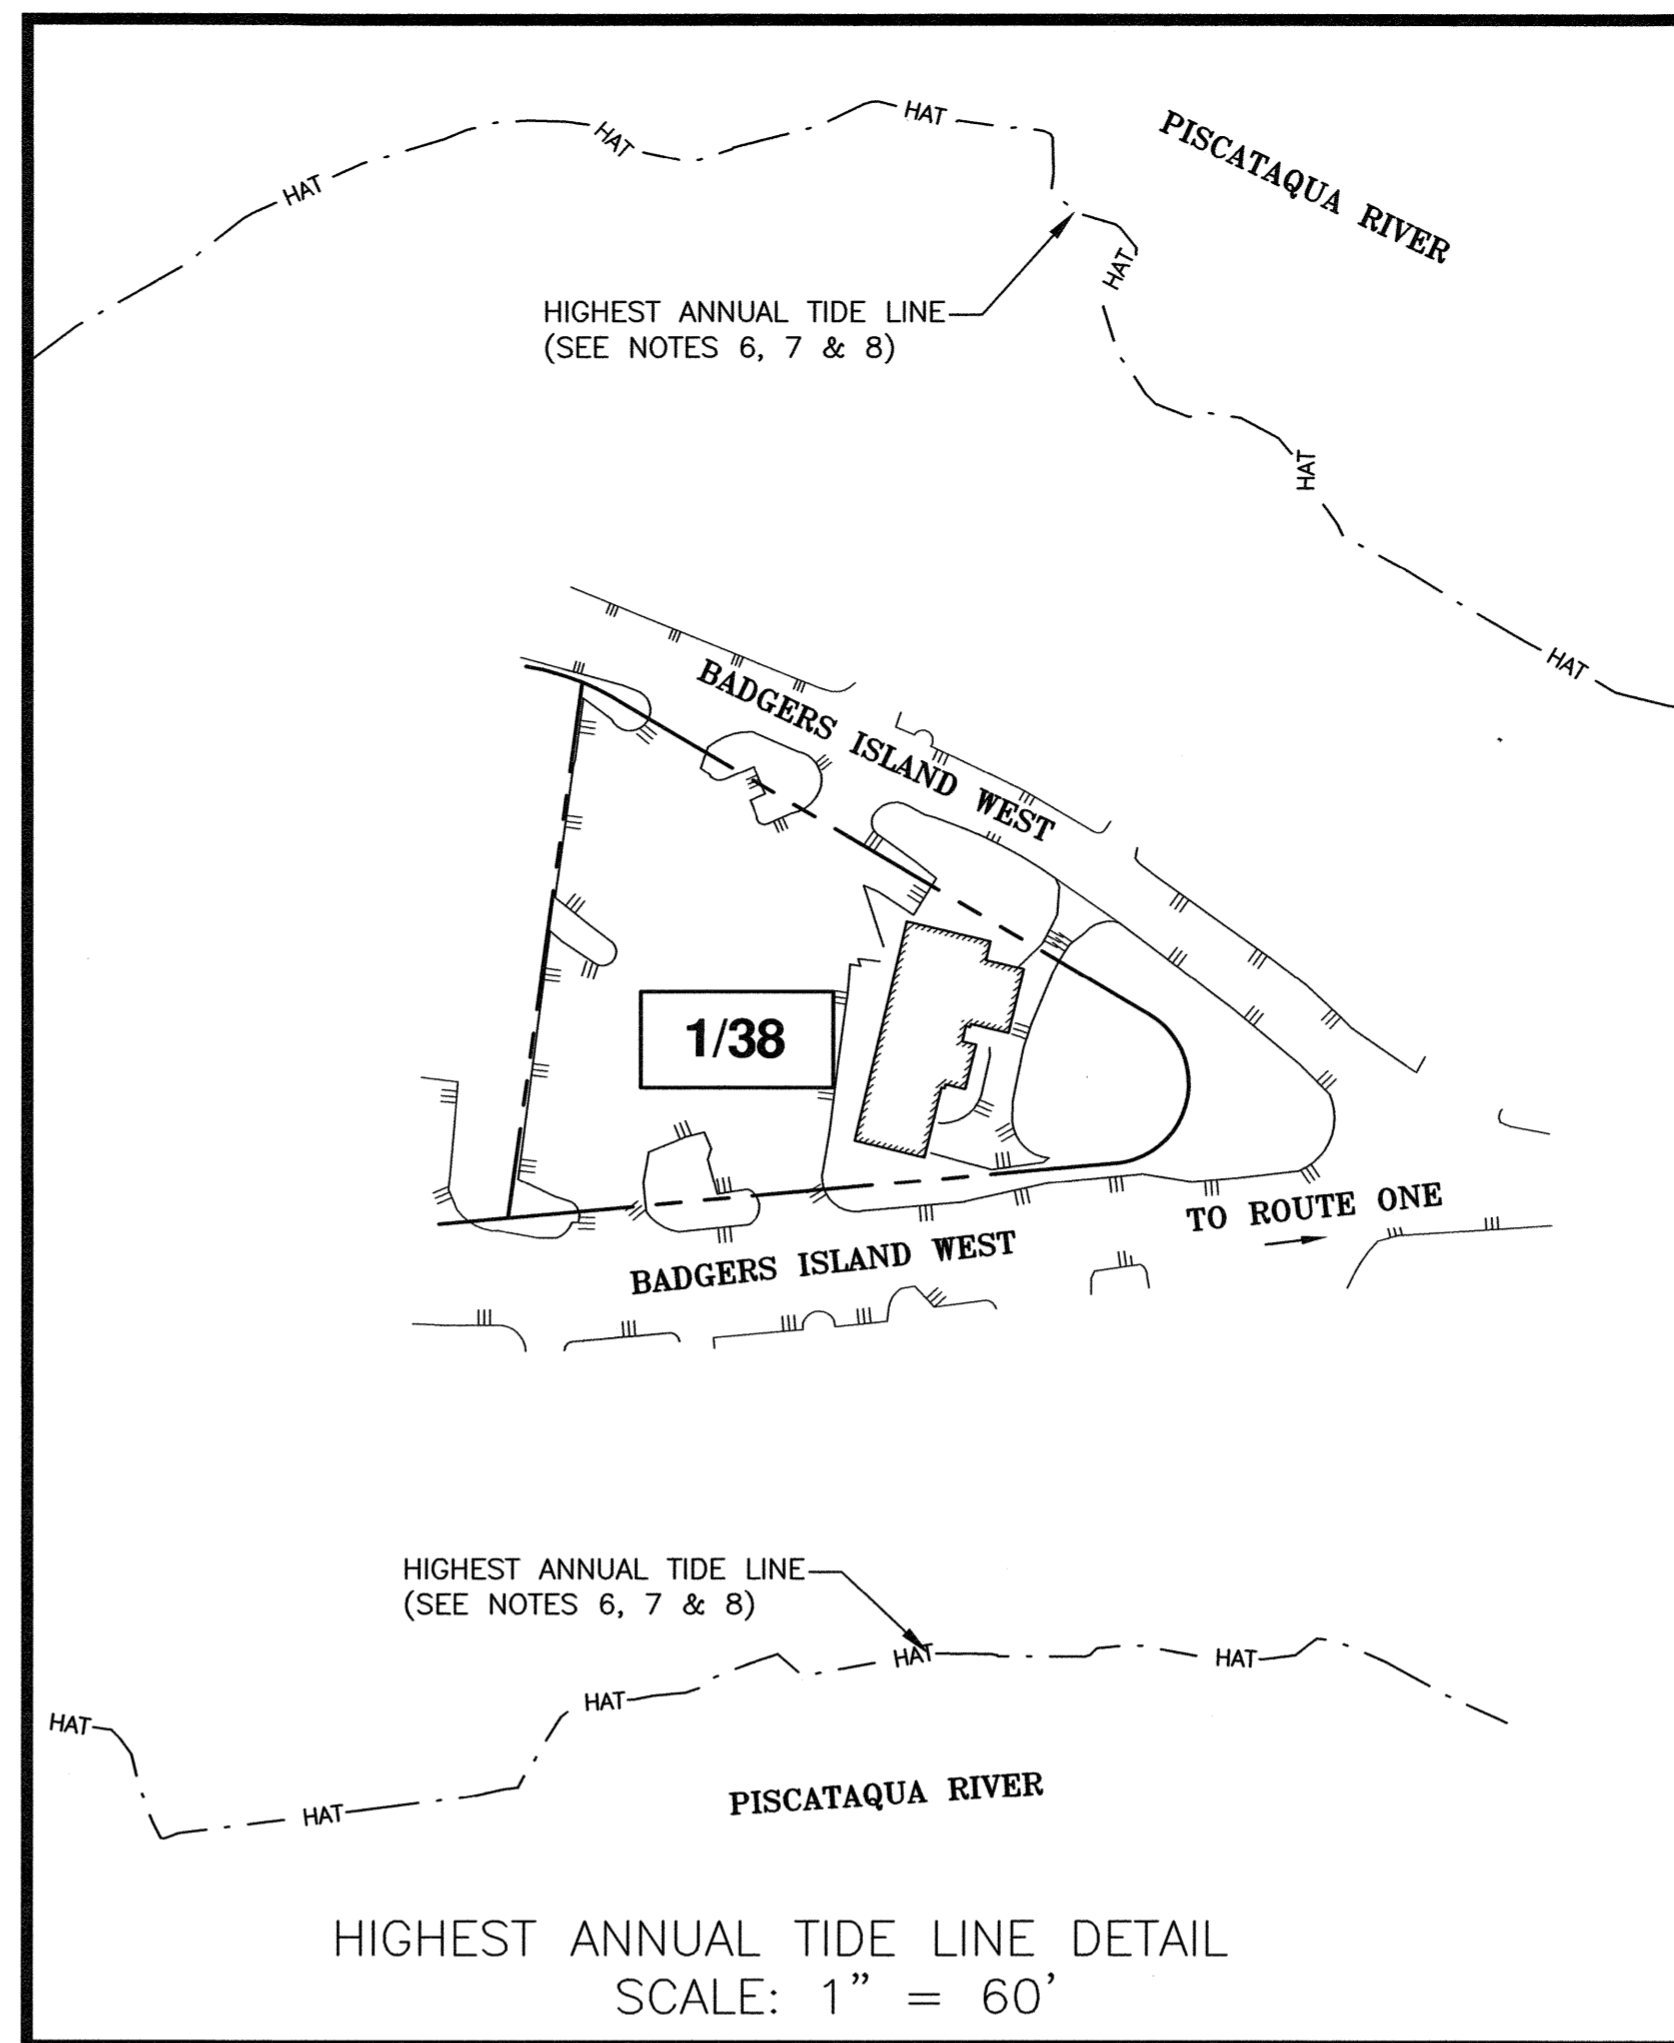 HAT
HAT
HAT
PISCATAQUA RIVER
HAT
HIGHEST ANNUAL TIDE LINE
(SEE NOTES 6, 7 & 8)
HAT
HAT
BADGERS ISLAND WEST
1/38
TO ROUTE ONE
BADGERS ISLAND WEST
HIGHEST ANNUAL TIDE LINE
(SEE NOTES 6, 7 & 8)
HAT
HAT
HAT
HAT
HAT
PISCATAQUA RIVER
HIGHEST ANNUAL TIDE LINE DETAIL
SCALE: 1" = 60'